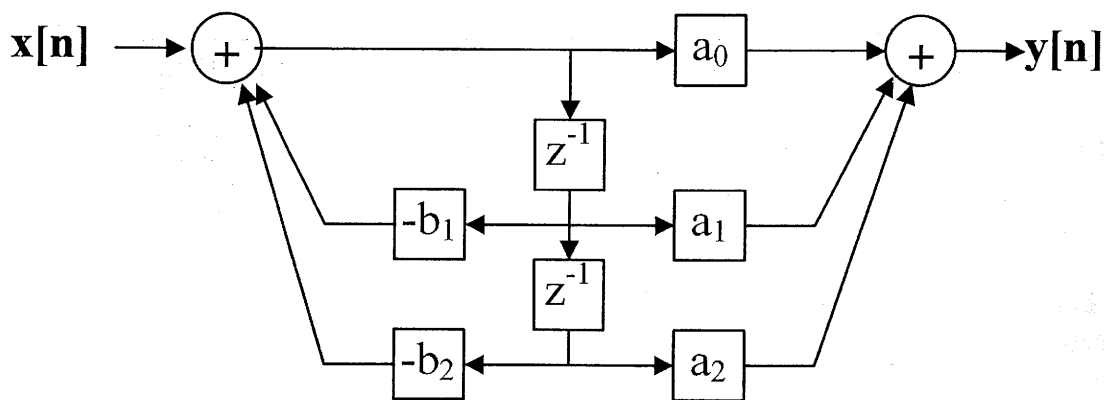 x[n] + a₀ + y[n]
z⁻¹
-b₁ a₁
z⁻¹
-b₂ a₂